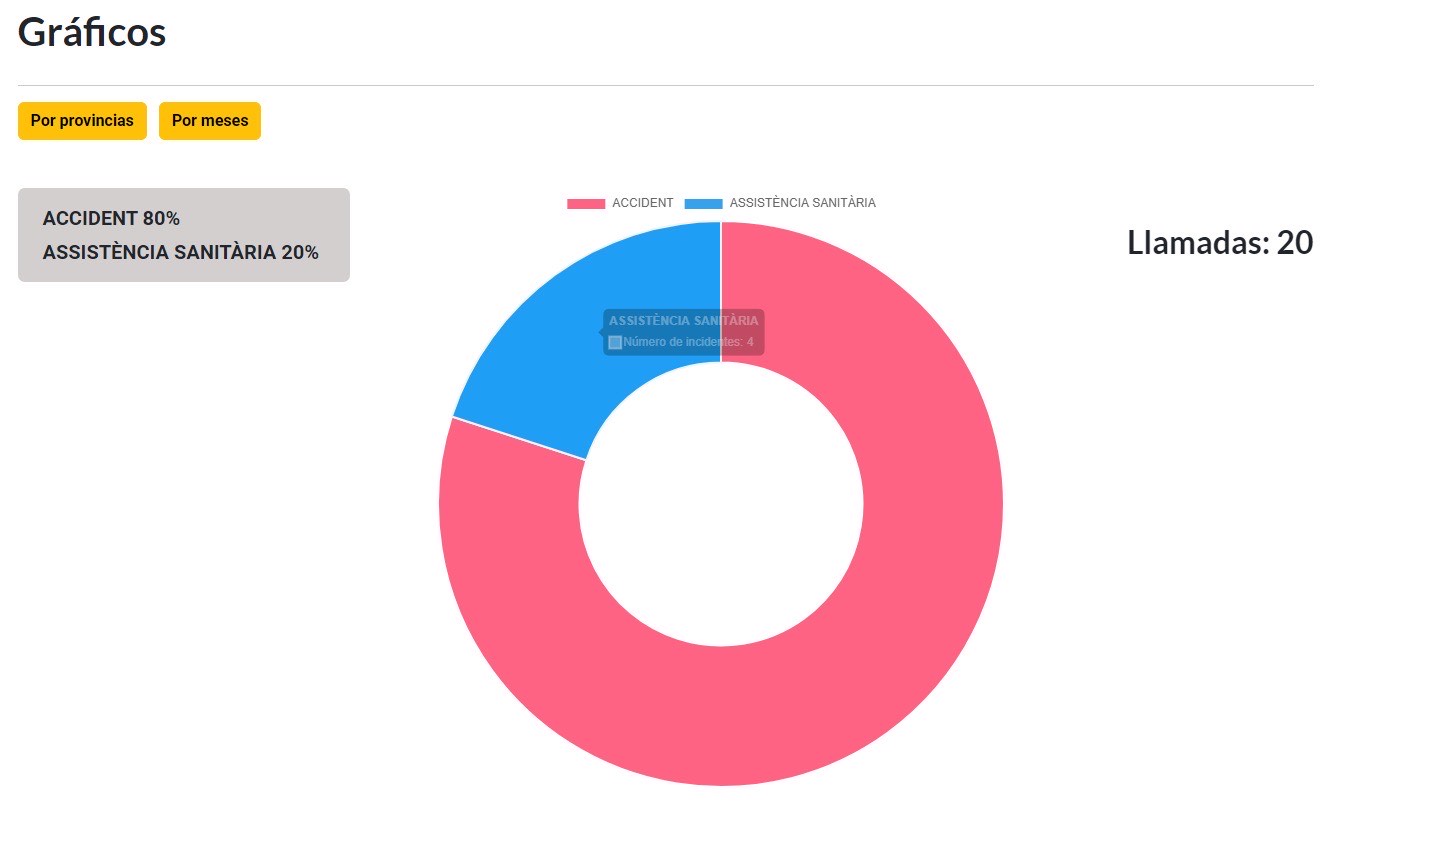 Gráficos
Por provincias
Por meses
ACCIDENT 80%
ASSISTÈNCIA SANITÀRIA 20%
ACCIDENT
ASSISTÈNCIA SANITÀRIA
Llamadas: 20
ASSISTÈNCIA SANITÀRIA
Número de incidentes: 4